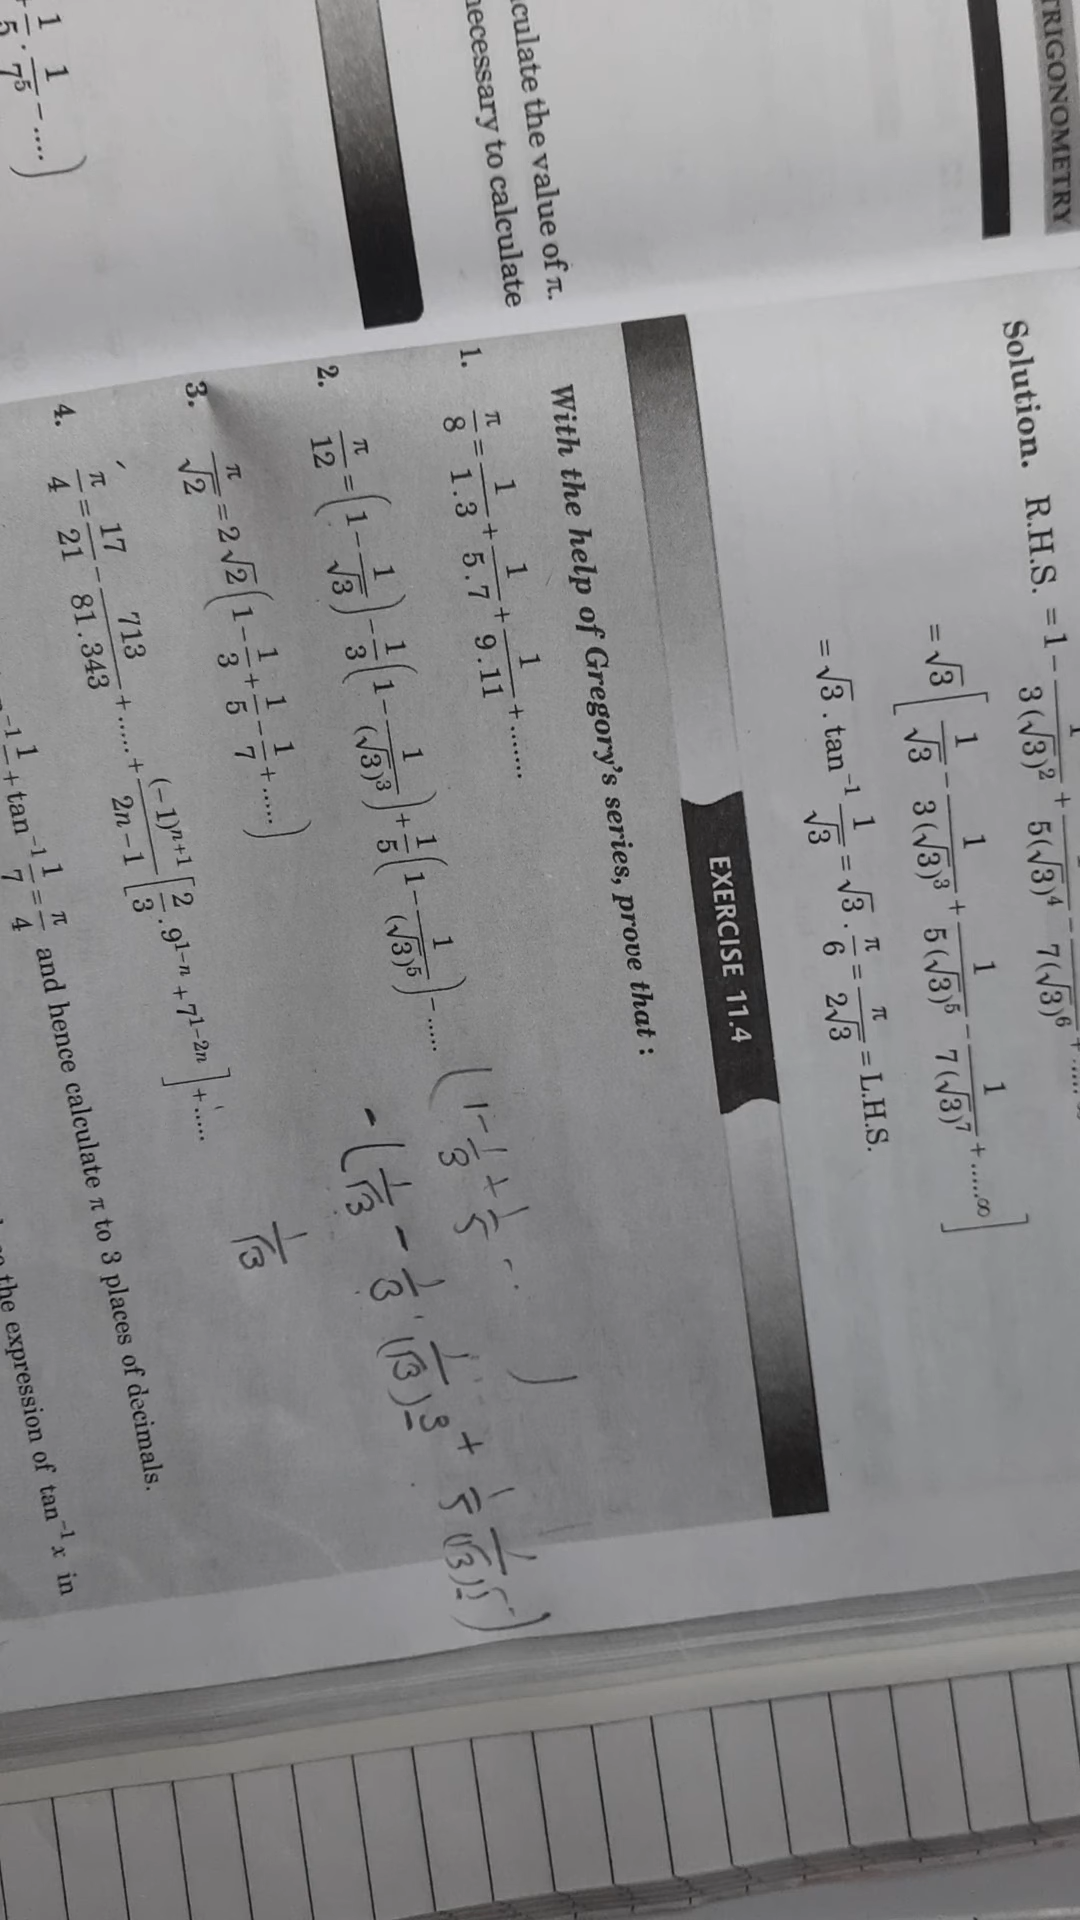 TRIGONOMETRY
culate the value of π.
necessary to calculate
1/5 . 1/7⁵ - ....)
Solution. R.H.S. = 1 - 1/3(√3)² + 1/5(√3)⁴ - 1/7(√3)⁶ + .....
= √3 [1/√3 - 1/3(√3)³ + 1/5(√3)⁵ - 1/7(√3)⁷ + ......∞]
= √3 . tan⁻¹ 1/√3 = √3 . π/6 = π/2√3 = L.H.S.
EXERCISE 11.4
With the help of Gregory's series, prove that :
1. π/8 = 1/1.3 + 1/5.7 + 1/9.11 + ........
(1 - 1/3 + 1/5 ... )
2. π/12 = (1 - 1/√3) - 1/3(1 - 1/(√3)³) + 1/5(1 - 1/(√3)⁵) - ......
- (1/√3 - 1/3 . 1/(√3)³ + 1/5 1/(√3)⁵ - )
3. π/√2 = 2√2(1 - 1/3 + 1/5 - 1/7 + ......)
1/√3
4. π/4 = 17/21 - 713/81.343 + ...... + (-1)ⁿ⁺¹/2n-1 [2/3 . 9¹⁻ⁿ + 7¹⁻²ⁿ] + ......
⁻¹ 1/ + tan⁻¹ 1/7 = π/4 and hence calculate π to 3 places of decimals.
the expression of tan⁻¹ x in